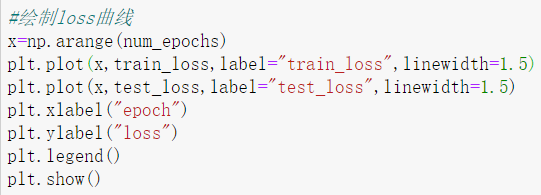 #绘制loss曲线
x=np.arange(num_epochs)
plt.plot(x,train_loss,label="train_loss",linewidth=1.5)
plt.plot(x,test_loss,label="test_loss",linewidth=1.5)
plt.xlabel("epoch")
plt.ylabel("loss")
plt.legend()
plt.show()